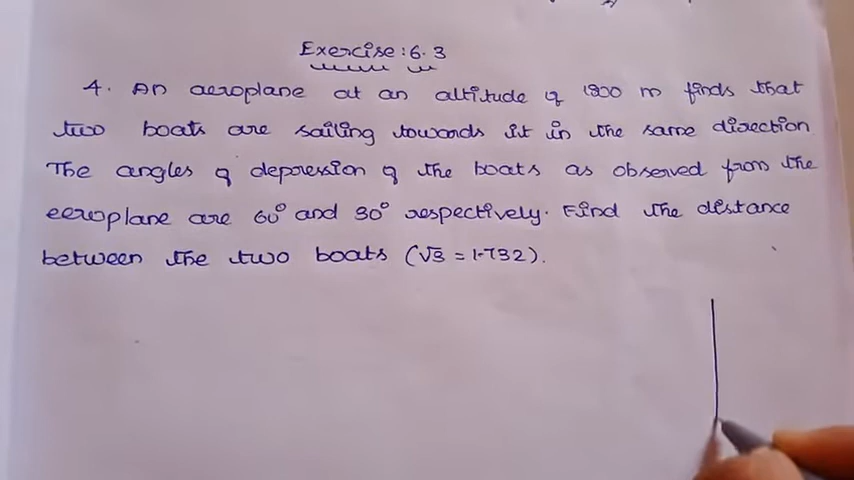 Exercise: 6.3
4. An aeroplane at an altitude of 1800 m finds that
two boats are sailing towards it in the same direction
The angles of depression of the boats as observed from the
eeroplane are 60° and 30° respectively. Find the distance
between the two boats (√3 = 1.732).